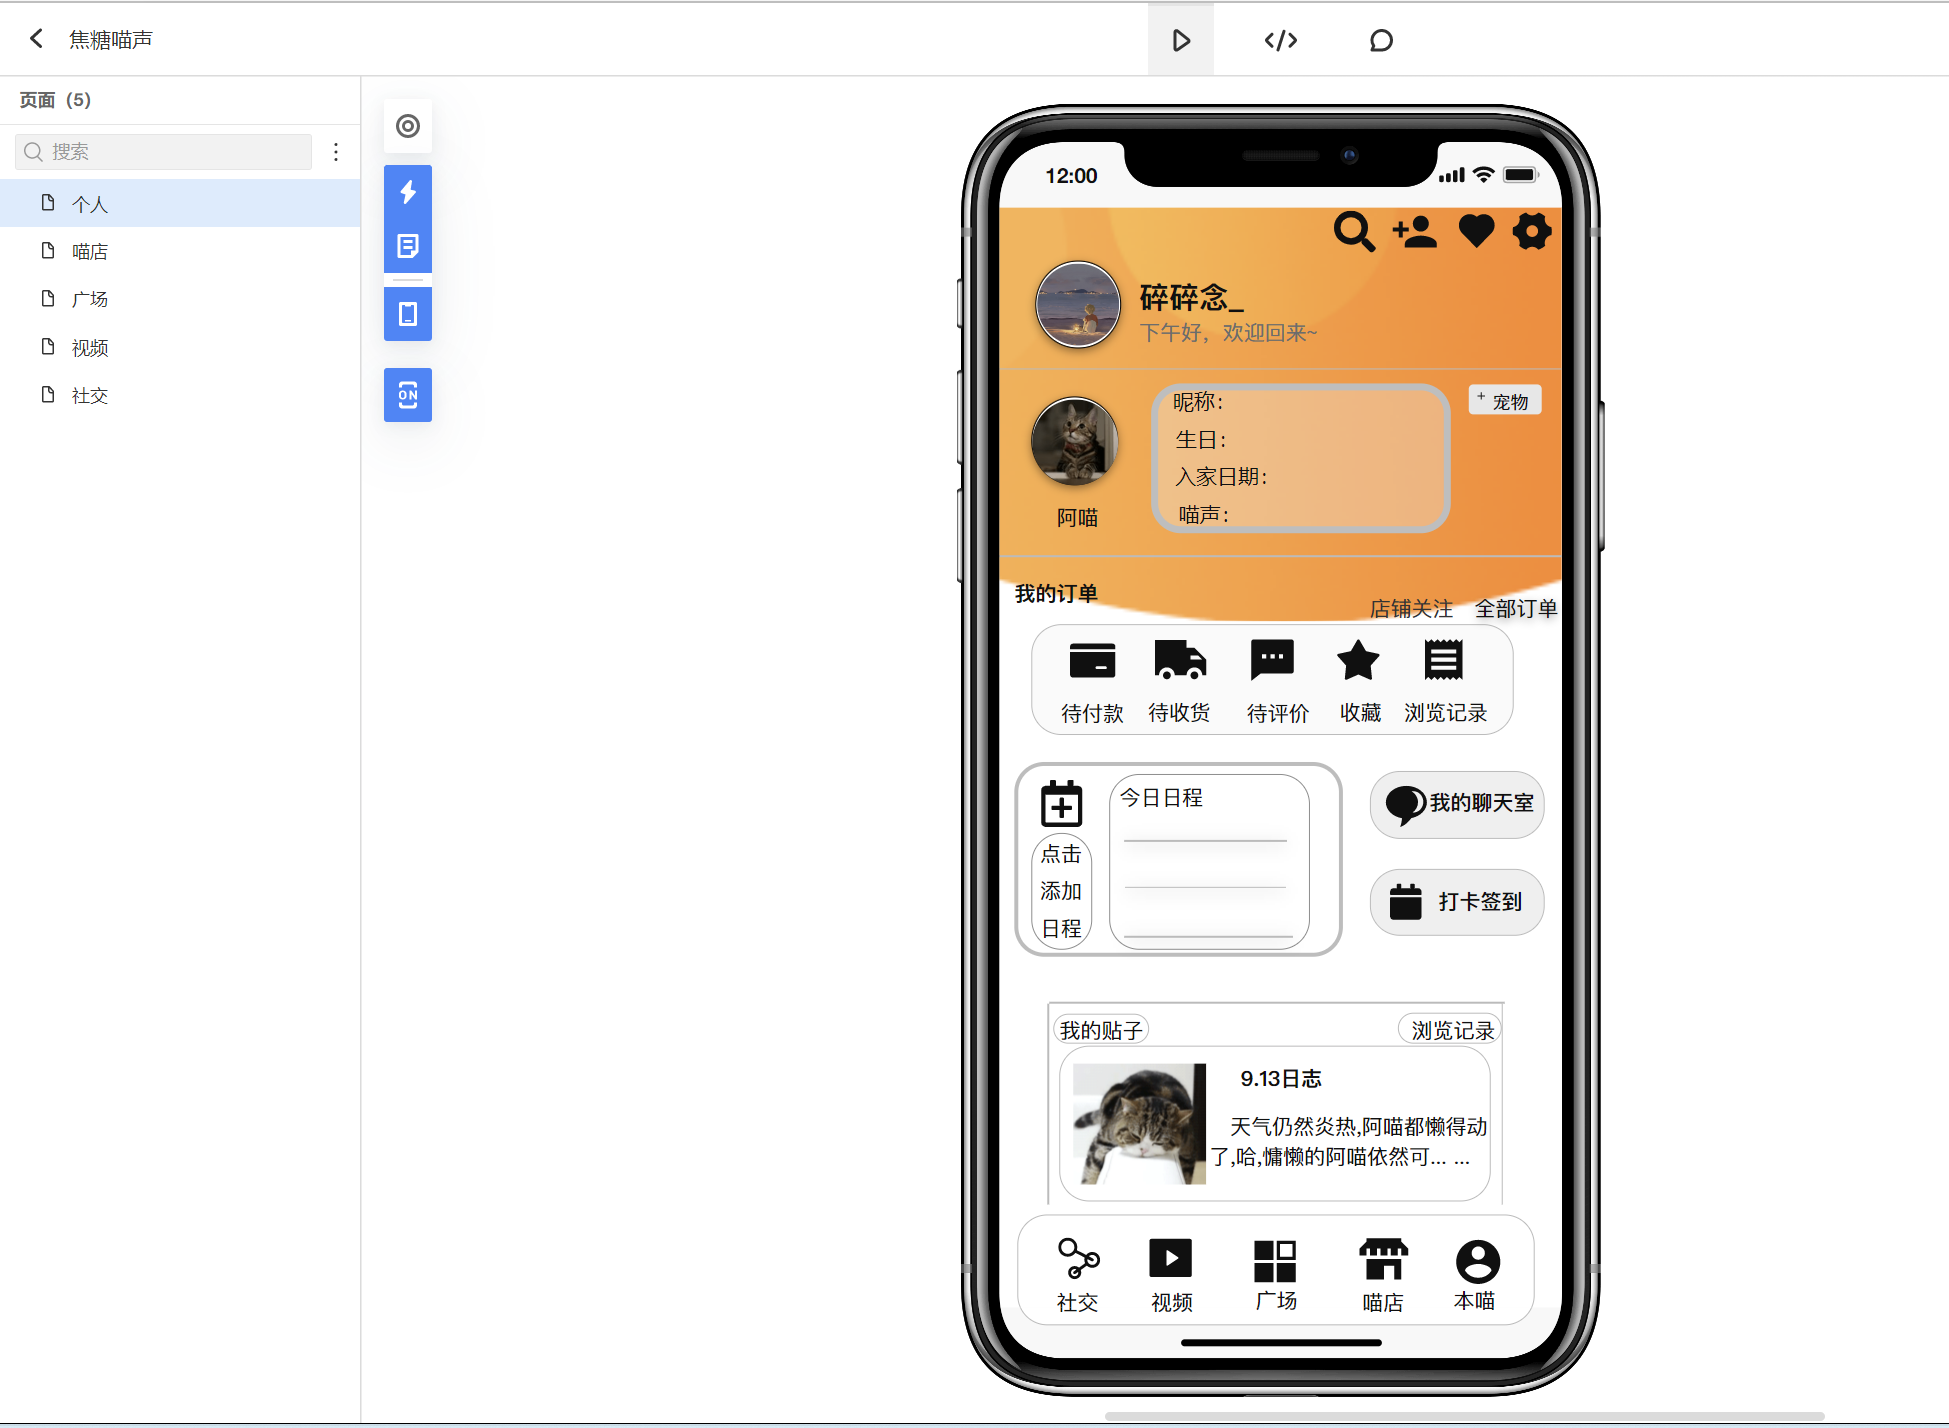 焦糖喵声
页面 (5)
搜索
个人
喵店
广场
视频
社交
ON
12:00
碎碎念_
下午好，欢迎回来~
昵称：
生日：
入家日期：
喵声：
+ 宠物
阿喵
我的订单
店铺关注 全部订单
待付款 待收货 待评价 收藏 浏览记录
今日日程
点击
添加
日程
我的聊天室
打卡签到
我的贴子 浏览记录
9.13日志
天气仍然炎热,阿喵都懒得动
了,哈,慵懒的阿喵依然可... ...
社交 视频 广场 喵店 本喵